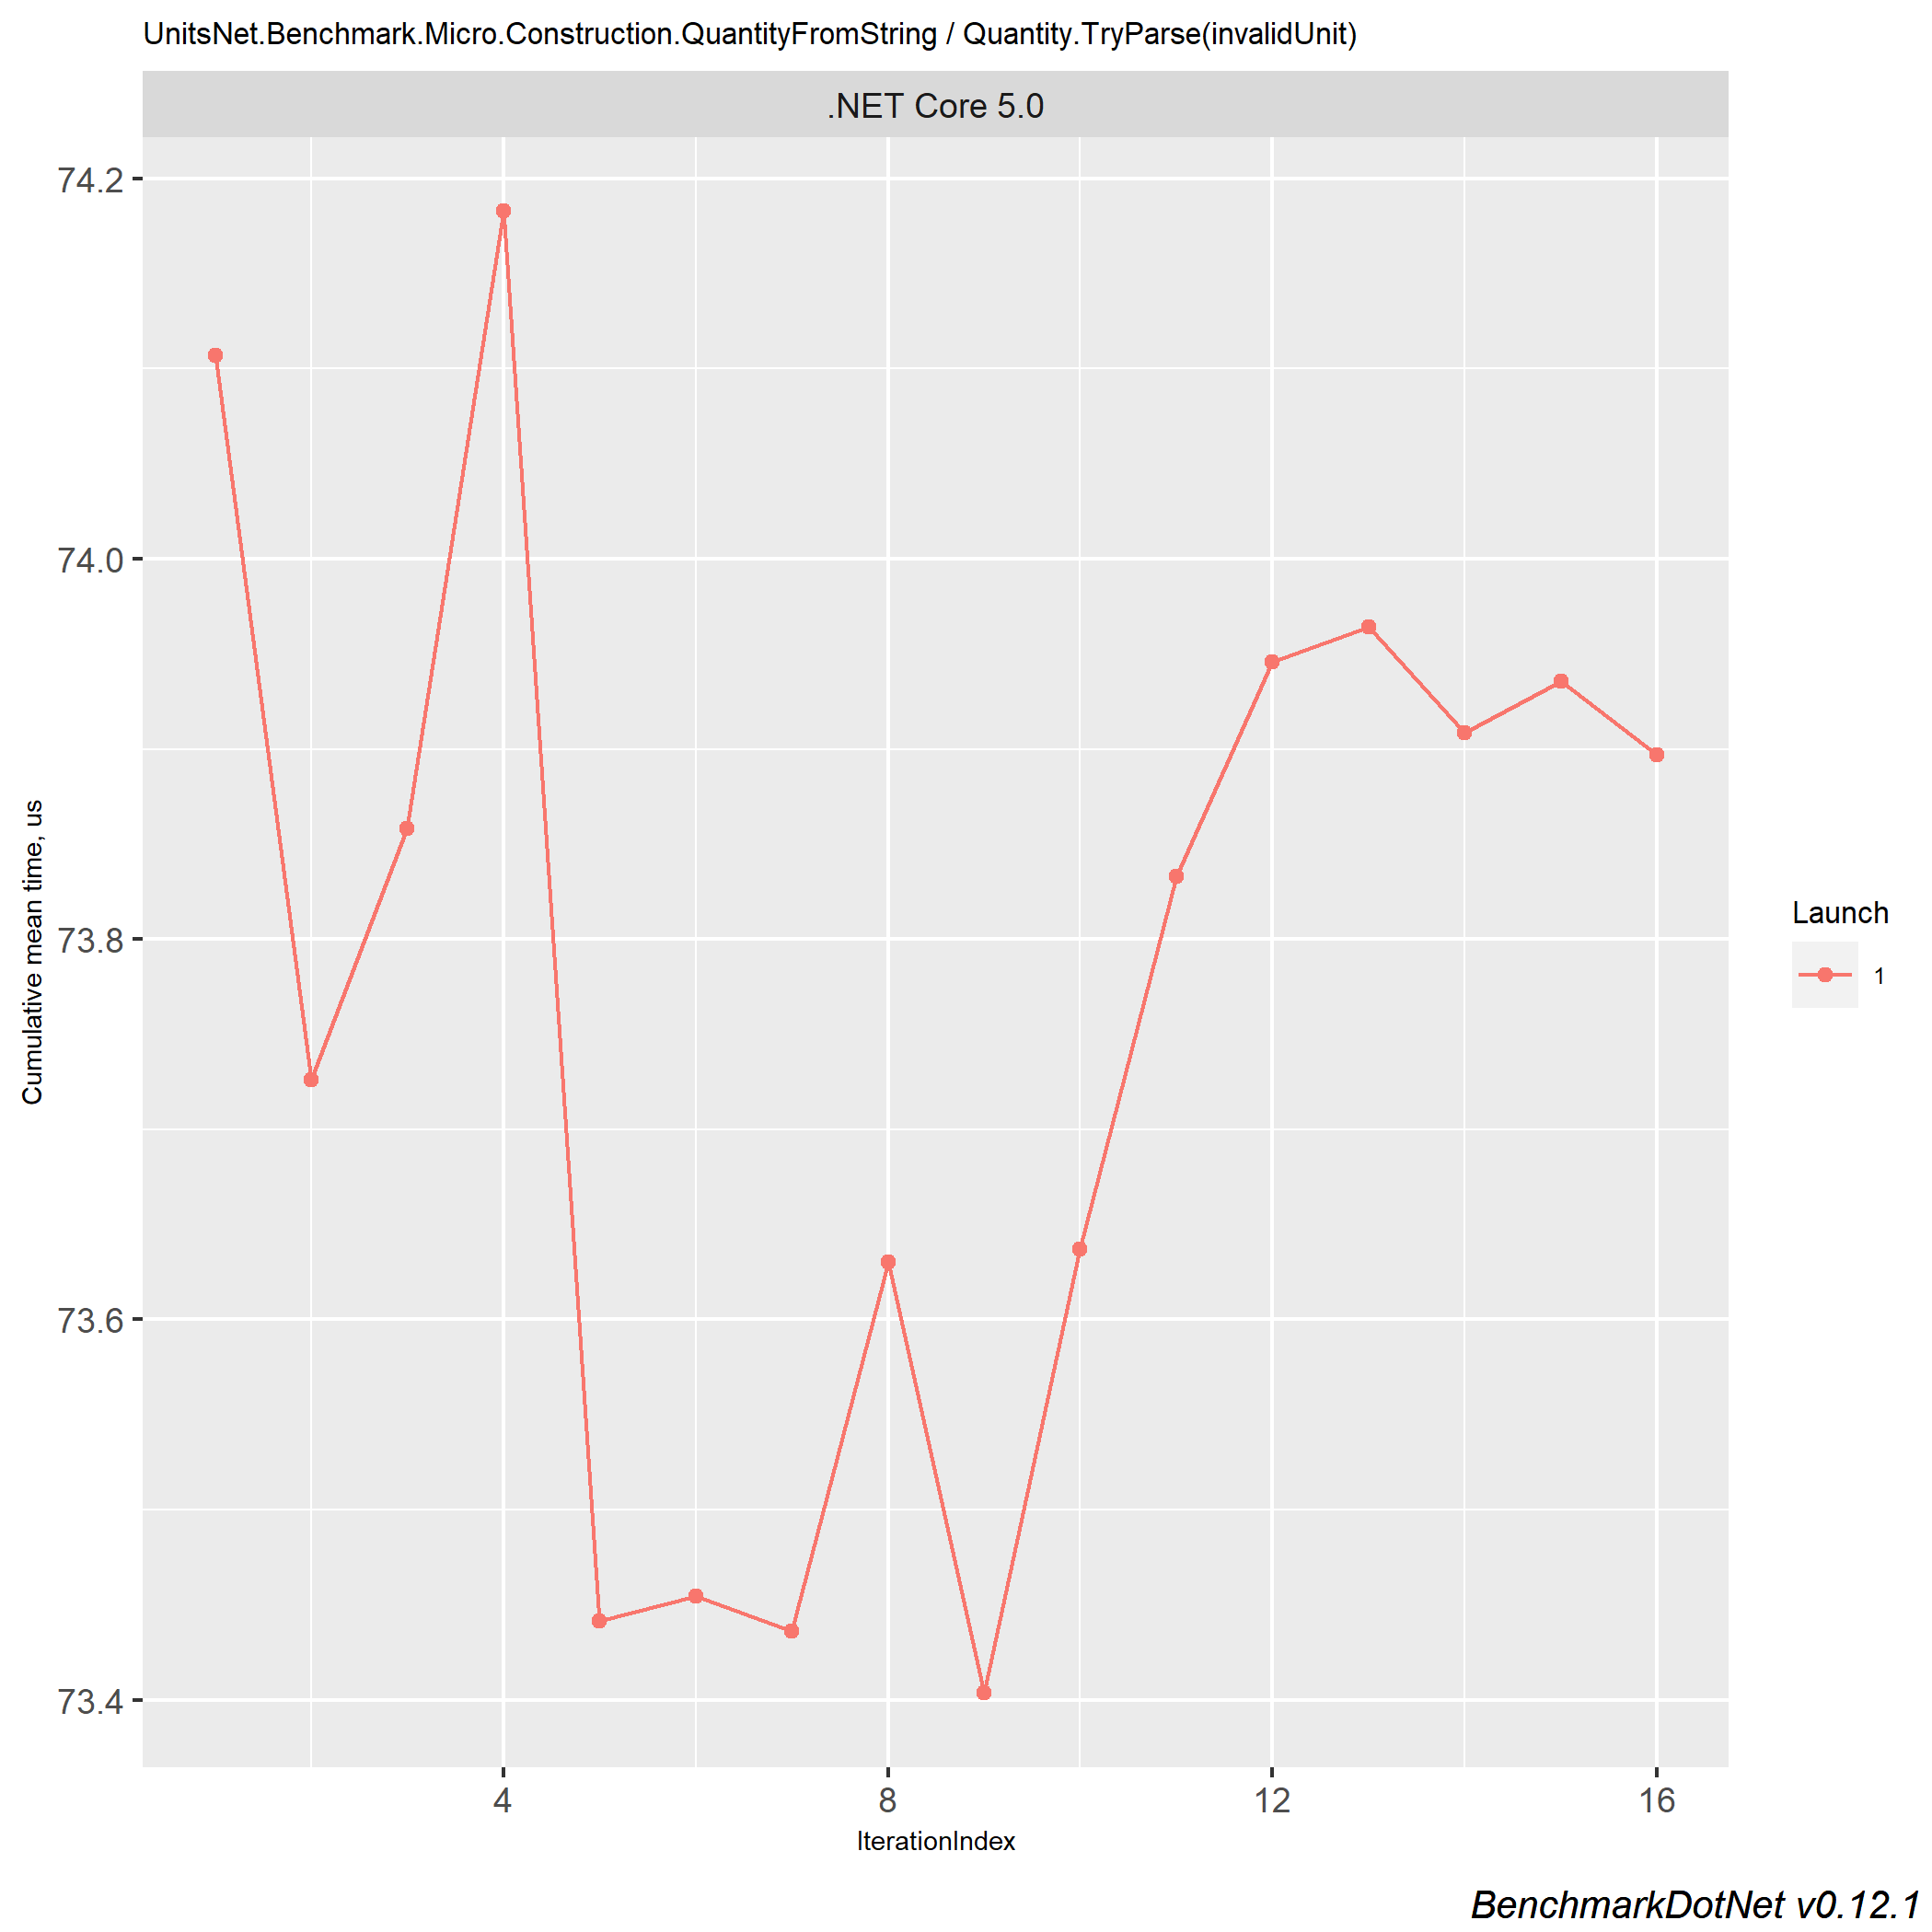 UnitsNet.Benchmark.Micro.Construction.QuantityFromString / Quantity.TryParse(invalidUnit)
.NET Core 5.0
74.2
74.0
73.8
73.6
73.4
Cumulative mean time, us
4 8 12 16
IterationIndex
Launch
1
BenchmarkDotNet v0.12.1